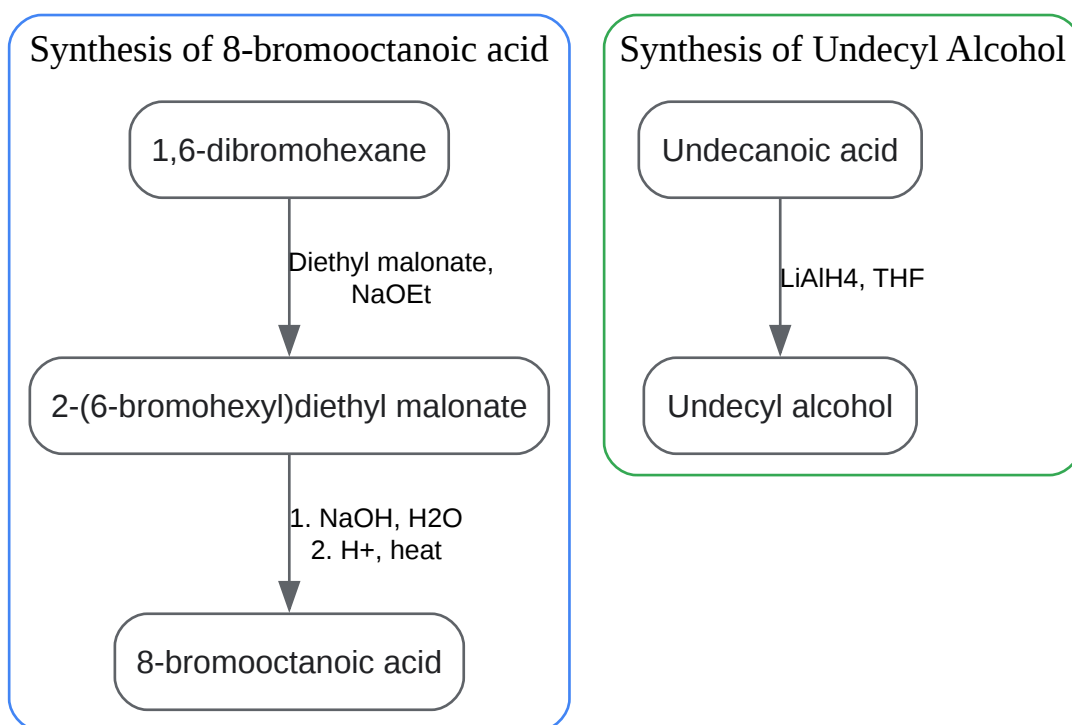 Synthesis of 8-bromooctanoic acid
1,6-dibromohexane
Diethyl malonate,
NaOEt
2-(6-bromohexyl)diethyl malonate
1. NaOH, H2O
2. H+, heat
8-bromooctanoic acid
Synthesis of Undecyl Alcohol
Undecanoic acid
LiAlH4, THF
Undecyl alcohol